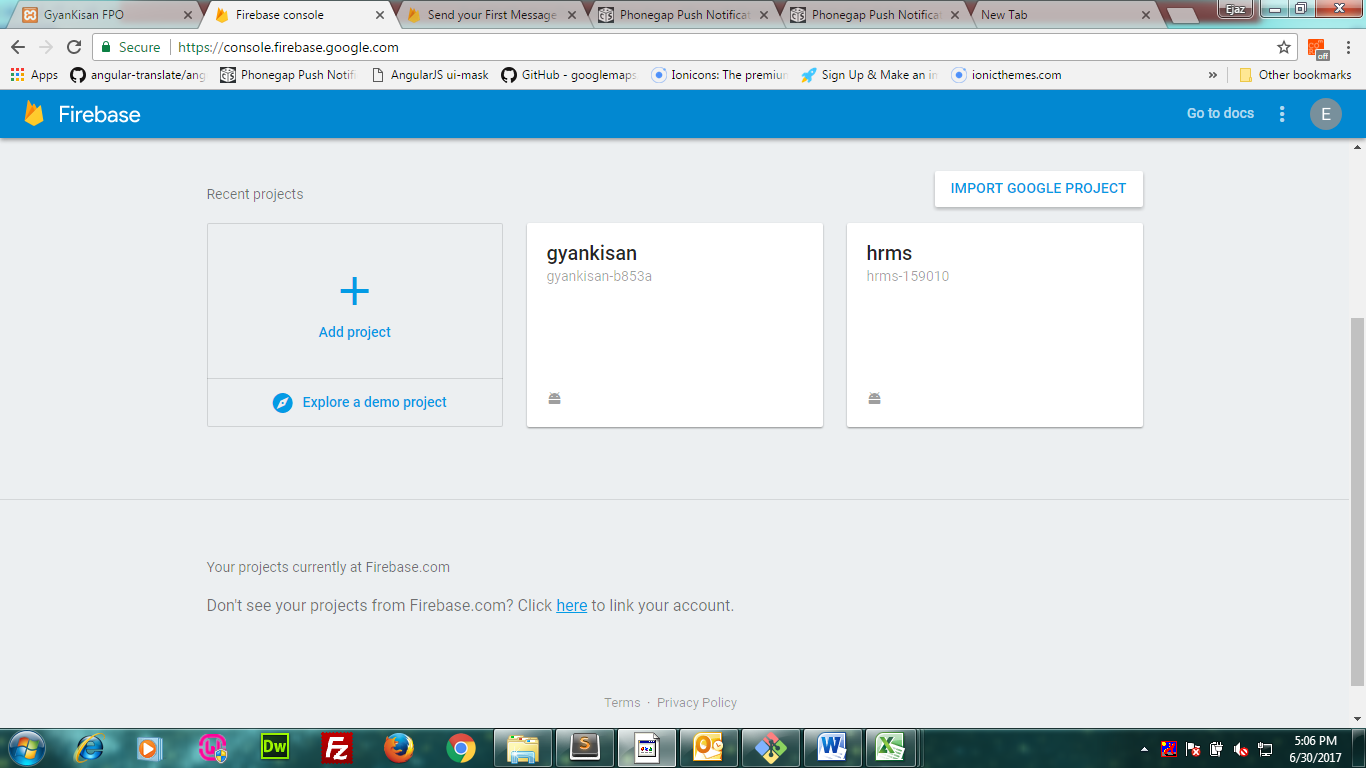 GyanKisan FPO
Firebase console
Send your First Message
Phonegap Push Notificat
Phonegap Push Notificat
New Tab
Ejaz
Secure
https://console.firebase.google.com
off
Apps
angular-translate/ang
Phonegap Push Notifi
AngularJS ui-mask
GitHub - googlemaps
Ionicons: The premium
Sign Up & Make an in
ionicthemes.com
»
Other bookmarks
Firebase
Go to docs
E
Recent projects
IMPORT GOOGLE PROJECT
gyankisan
hrms
gyankisan-b853a
hrms-159010
Add project
Explore a demo project
Your projects currently at Firebase.com
Don't see your projects from Firebase.com? Click here to link your account.
Terms · Privacy Policy
Dw
Fz
S
5:06 PM
6/30/2017